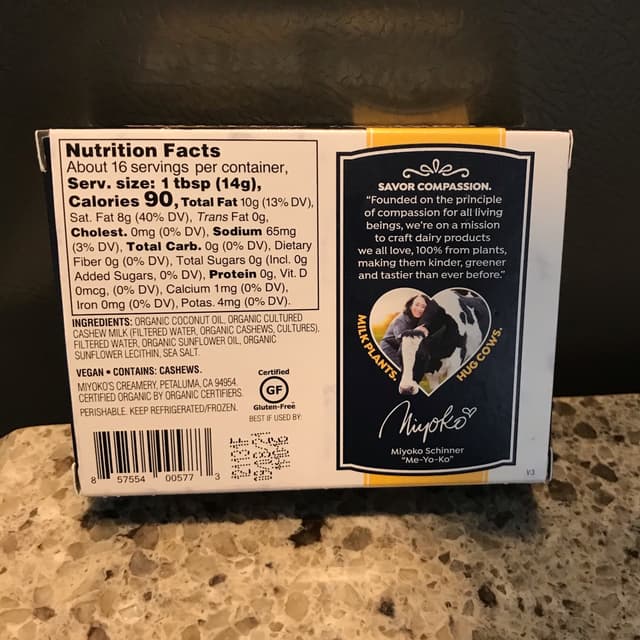 Nutrition Facts
About 16 servings per container,
Serv. size: 1 tbsp (14g),
Calories 90, Total Fat 10g (13% DV),
Sat. Fat 8g (40% DV), Trans Fat 0g,
Cholest. 0mg (0% DV), Sodium 65mg
(3% DV), Total Carb. 0g (0% DV), Dietary
Fiber 0g (0% DV), Total Sugars 0g (Incl. 0g
Added Sugars, 0% DV), Protein 0g, Vit. D
0mcg, (0% DV), Calcium 1mg (0% DV),
Iron 0mg (0% DV), Potas. 4mg (0% DV).
INGREDIENTS: ORGANIC COCONUT OIL, ORGANIC CULTURED
CASHEW MILK (FILTERED WATER, ORGANIC CASHEWS, CULTURES),
FILTERED WATER, ORGANIC SUNFLOWER OIL, ORGANIC
SUNFLOWER LECITHIN, SEA SALT.
VEGAN • CONTAINS: CASHEWS.
MIYOKO'S CREAMERY, PETALUMA, CA 94954.
CERTIFIED ORGANIC BY ORGANIC CERTIFIERS.
PERISHABLE. KEEP REFRIGERATED/FROZEN.
Certified
GF
Gluten-Free
BEST IF USED BY:
8 57554 00577 3
SAVOR COMPASSION.
"Founded on the principle
of compassion for all living
beings, we're on a mission
to craft dairy products
we all love, 100% from plants,
making them kinder, greener
and tastier than ever before."
MILK PLANTS.
HUG COWS.
Miyoko
Miyoko Schinner
"Me-Yo-Ko"
V3